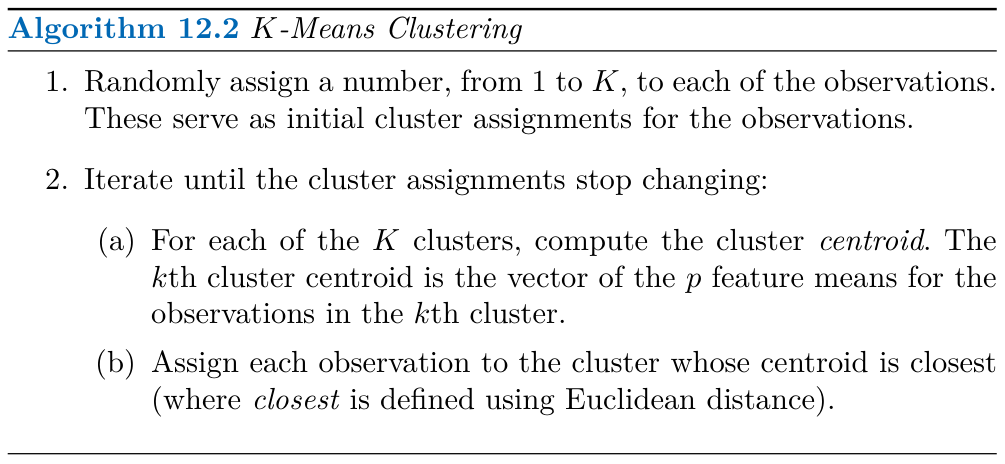 Algorithm 12.2 K-Means Clustering
1. Randomly assign a number, from 1 to K, to each of the observations.
These serve as initial cluster assignments for the observations.
2. Iterate until the cluster assignments stop changing:
(a) For each of the K clusters, compute the cluster centroid. The
kth cluster centroid is the vector of the p feature means for the
observations in the kth cluster.
(b) Assign each observation to the cluster whose centroid is closest
(where closest is defined using Euclidean distance).